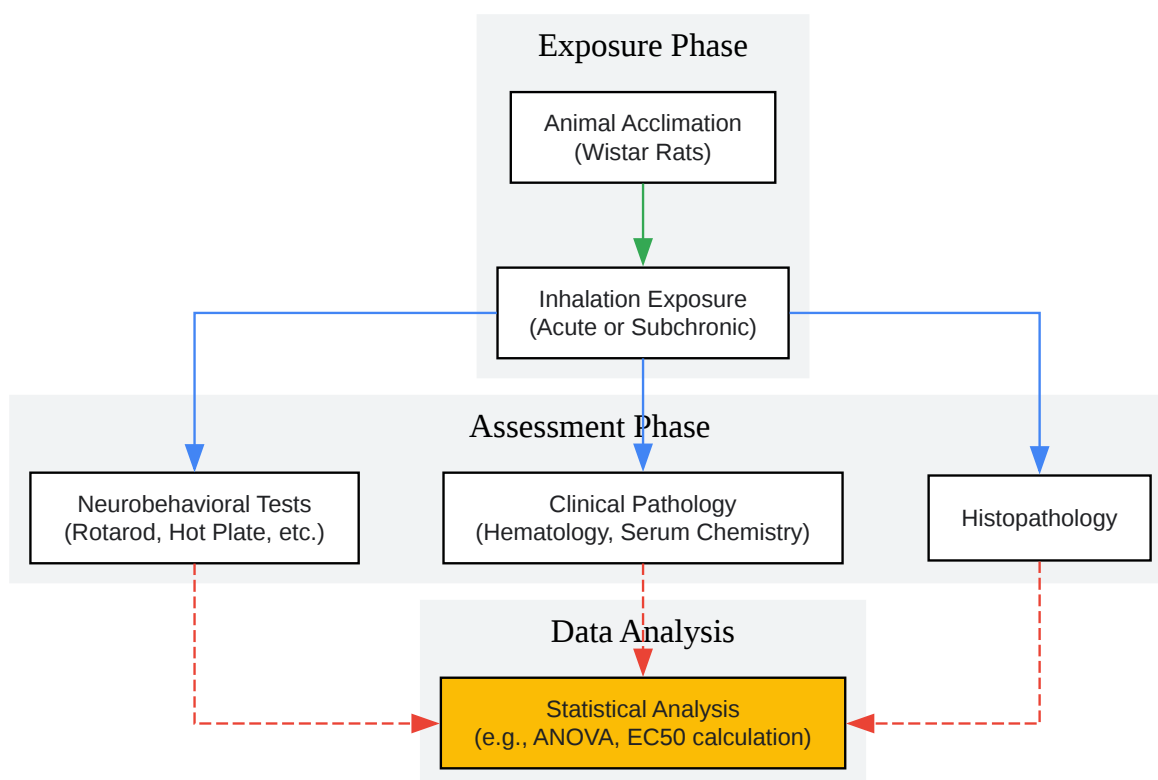 Exposure Phase
Animal Acclimation
(Wistar Rats)
Inhalation Exposure
(Acute or Subchronic)
Assessment Phase
Neurobehavioral Tests
(Rotarod, Hot Plate, etc.)
Clinical Pathology
(Hematology, Serum Chemistry)
Histopathology
Data Analysis
Statistical Analysis
(e.g., ANOVA, EC50 calculation)